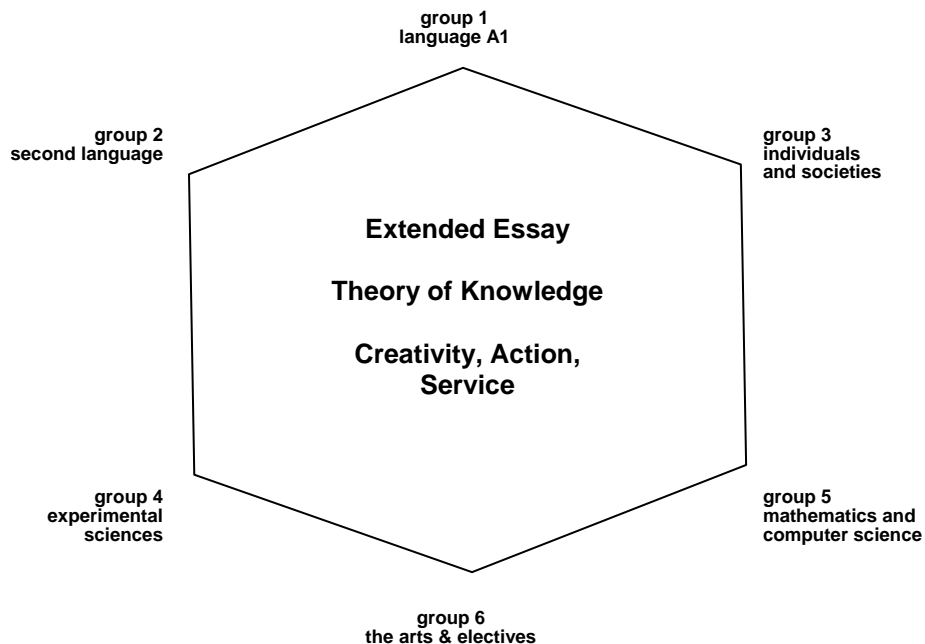 group 1
language A1
group 2
second language
group 3
individuals
and societies
Extended Essay
Theory of Knowledge
Creativity, Action,
Service
group 4
experimental
sciences
group 5
mathematics and
computer science
group 6
the arts & electives